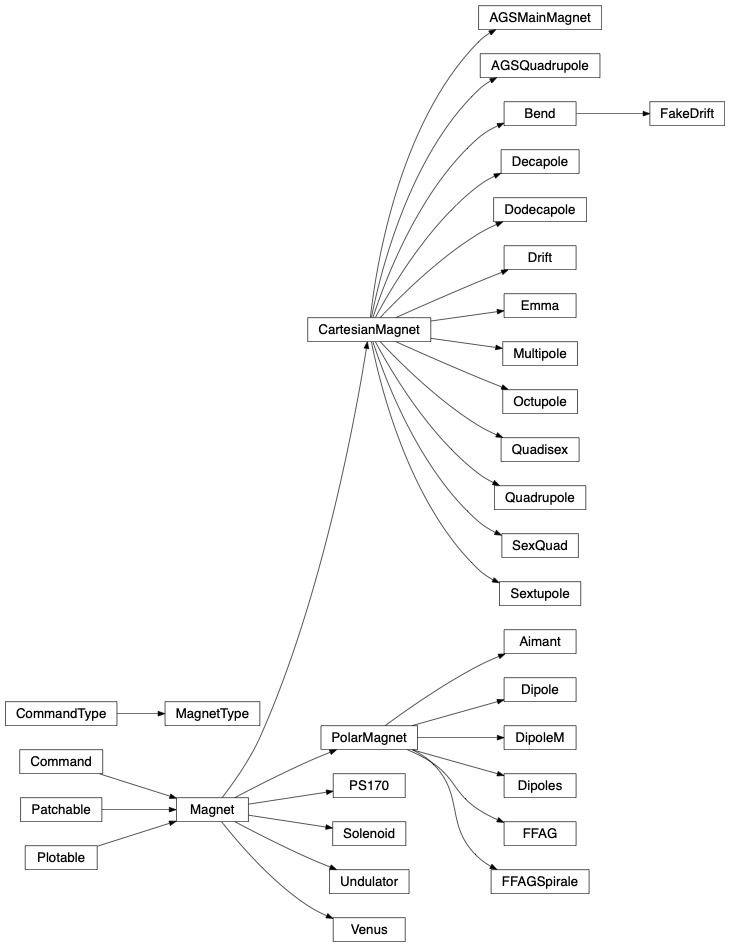 AGSMainMagnet
AGSQuadrupole
Bend
FakeDrift
Decapole
Dodecapole
Drift
Emma
CartesianMagnet
Multipole
Octupole
Quadisex
Quadrupole
SexQuad
Sextupole
Aimant
Dipole
CommandType
MagnetType
PolarMagnet
DipoleM
Command
PS170
Dipoles
Patchable
Magnet
Solenoid
FFAG
Plotable
Undulator
FFAGSpirale
Venus